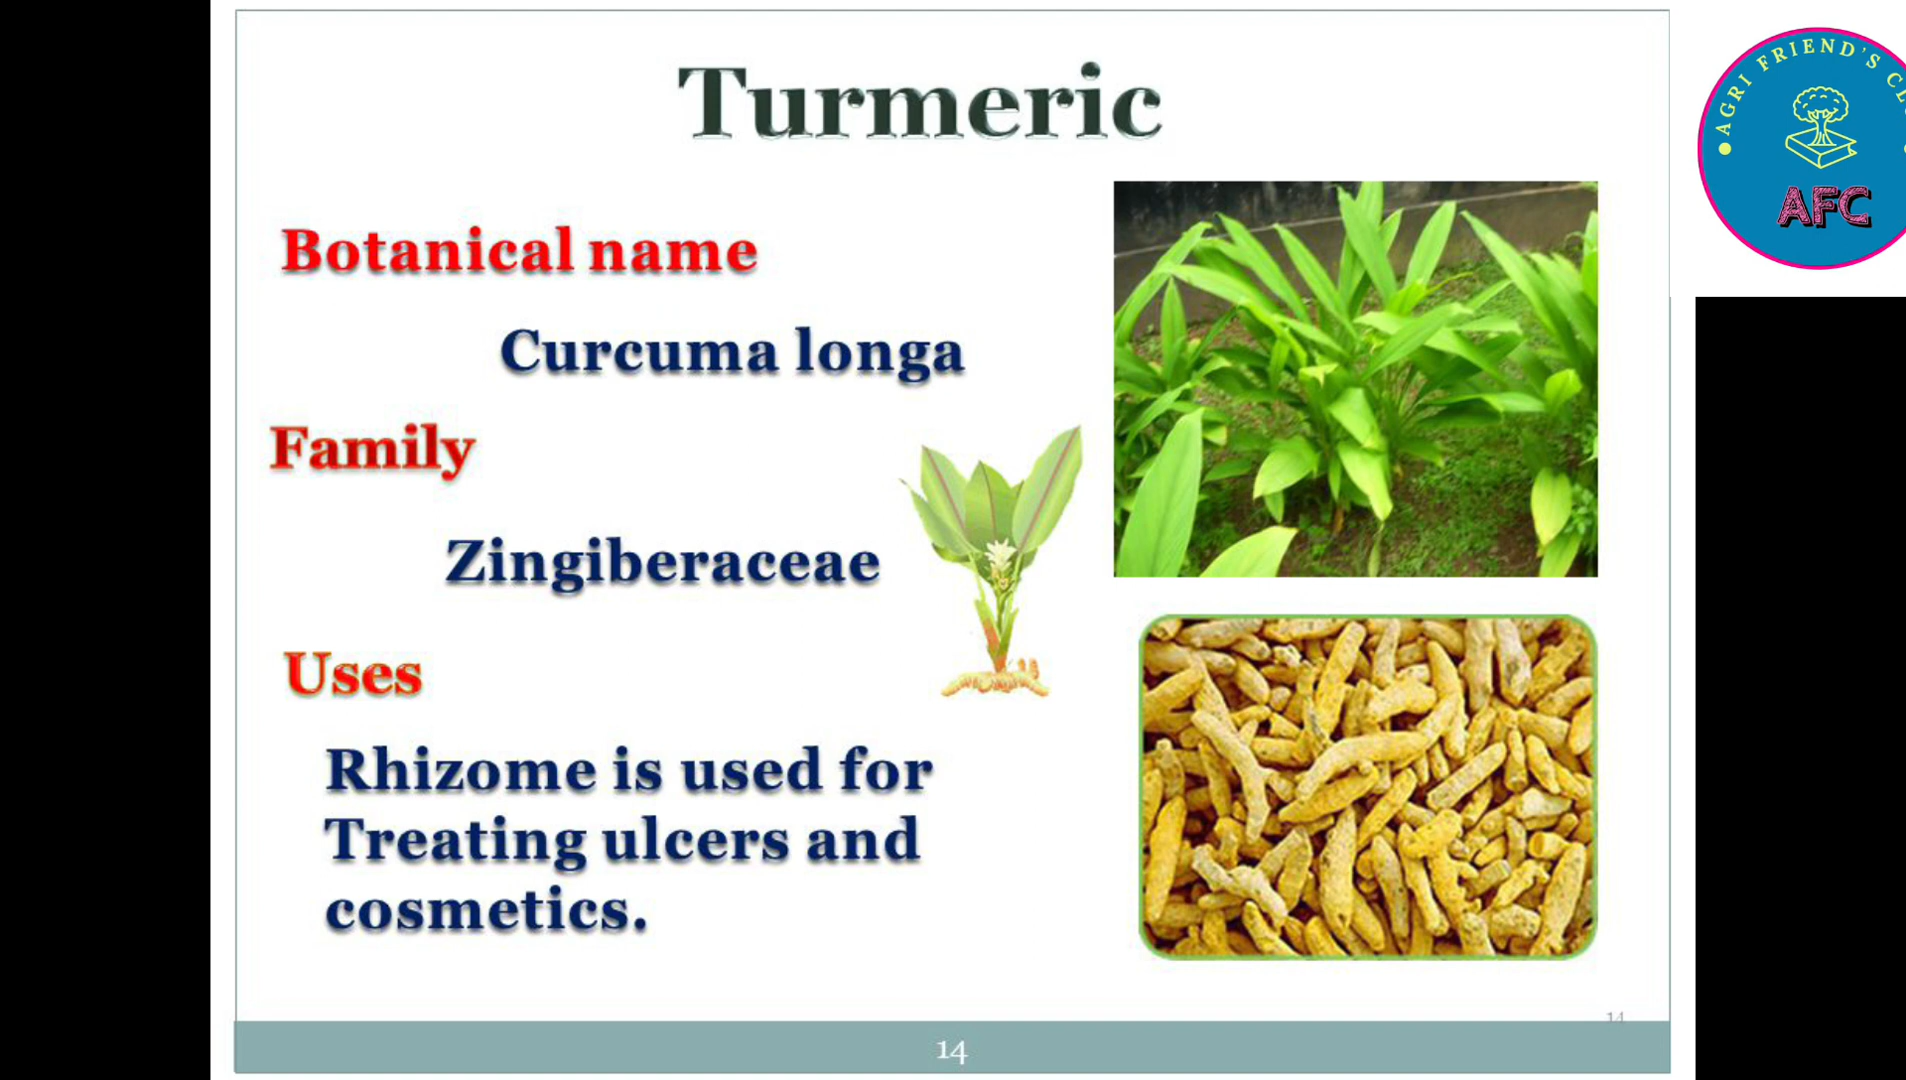 Turmeric
Botanical name
Curcuma longa
Family
Zingiberaceae
Uses
Rhizome is used for
Treating ulcers and
cosmetics.
14
14
AGRI FRIEND'S
AFC